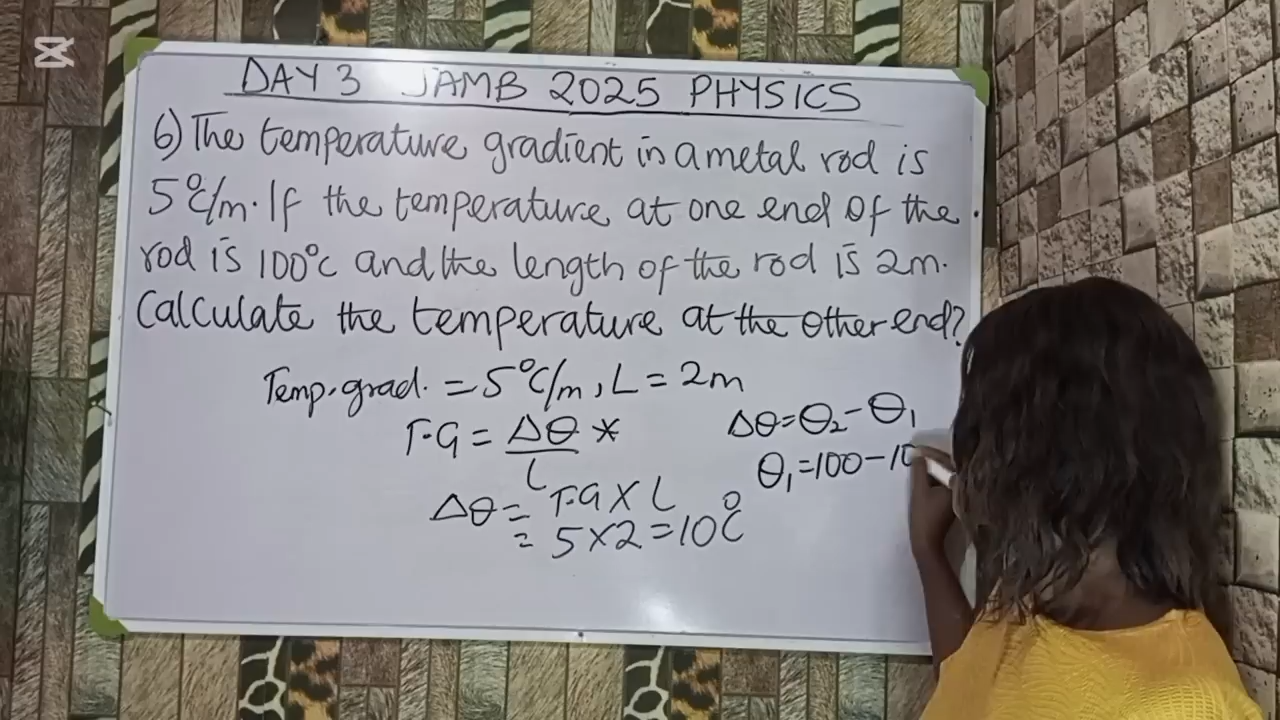 DAY 3 JAMB 2025 PHYSICS
6) The temperature gradient in a metal rod is
5°C/m. If the temperature at one end of the
rod is 100°C and the length of the rod is 2m.
Calculate the temperature at the other end?
Temp. grad. = 5°C/m, L = 2m
T.G = Δθ/L *
Δθ = T.G X L
= 5X2 = 10°C
Δθ = θ₂ - θ₁
θ₁ = 100 - 10